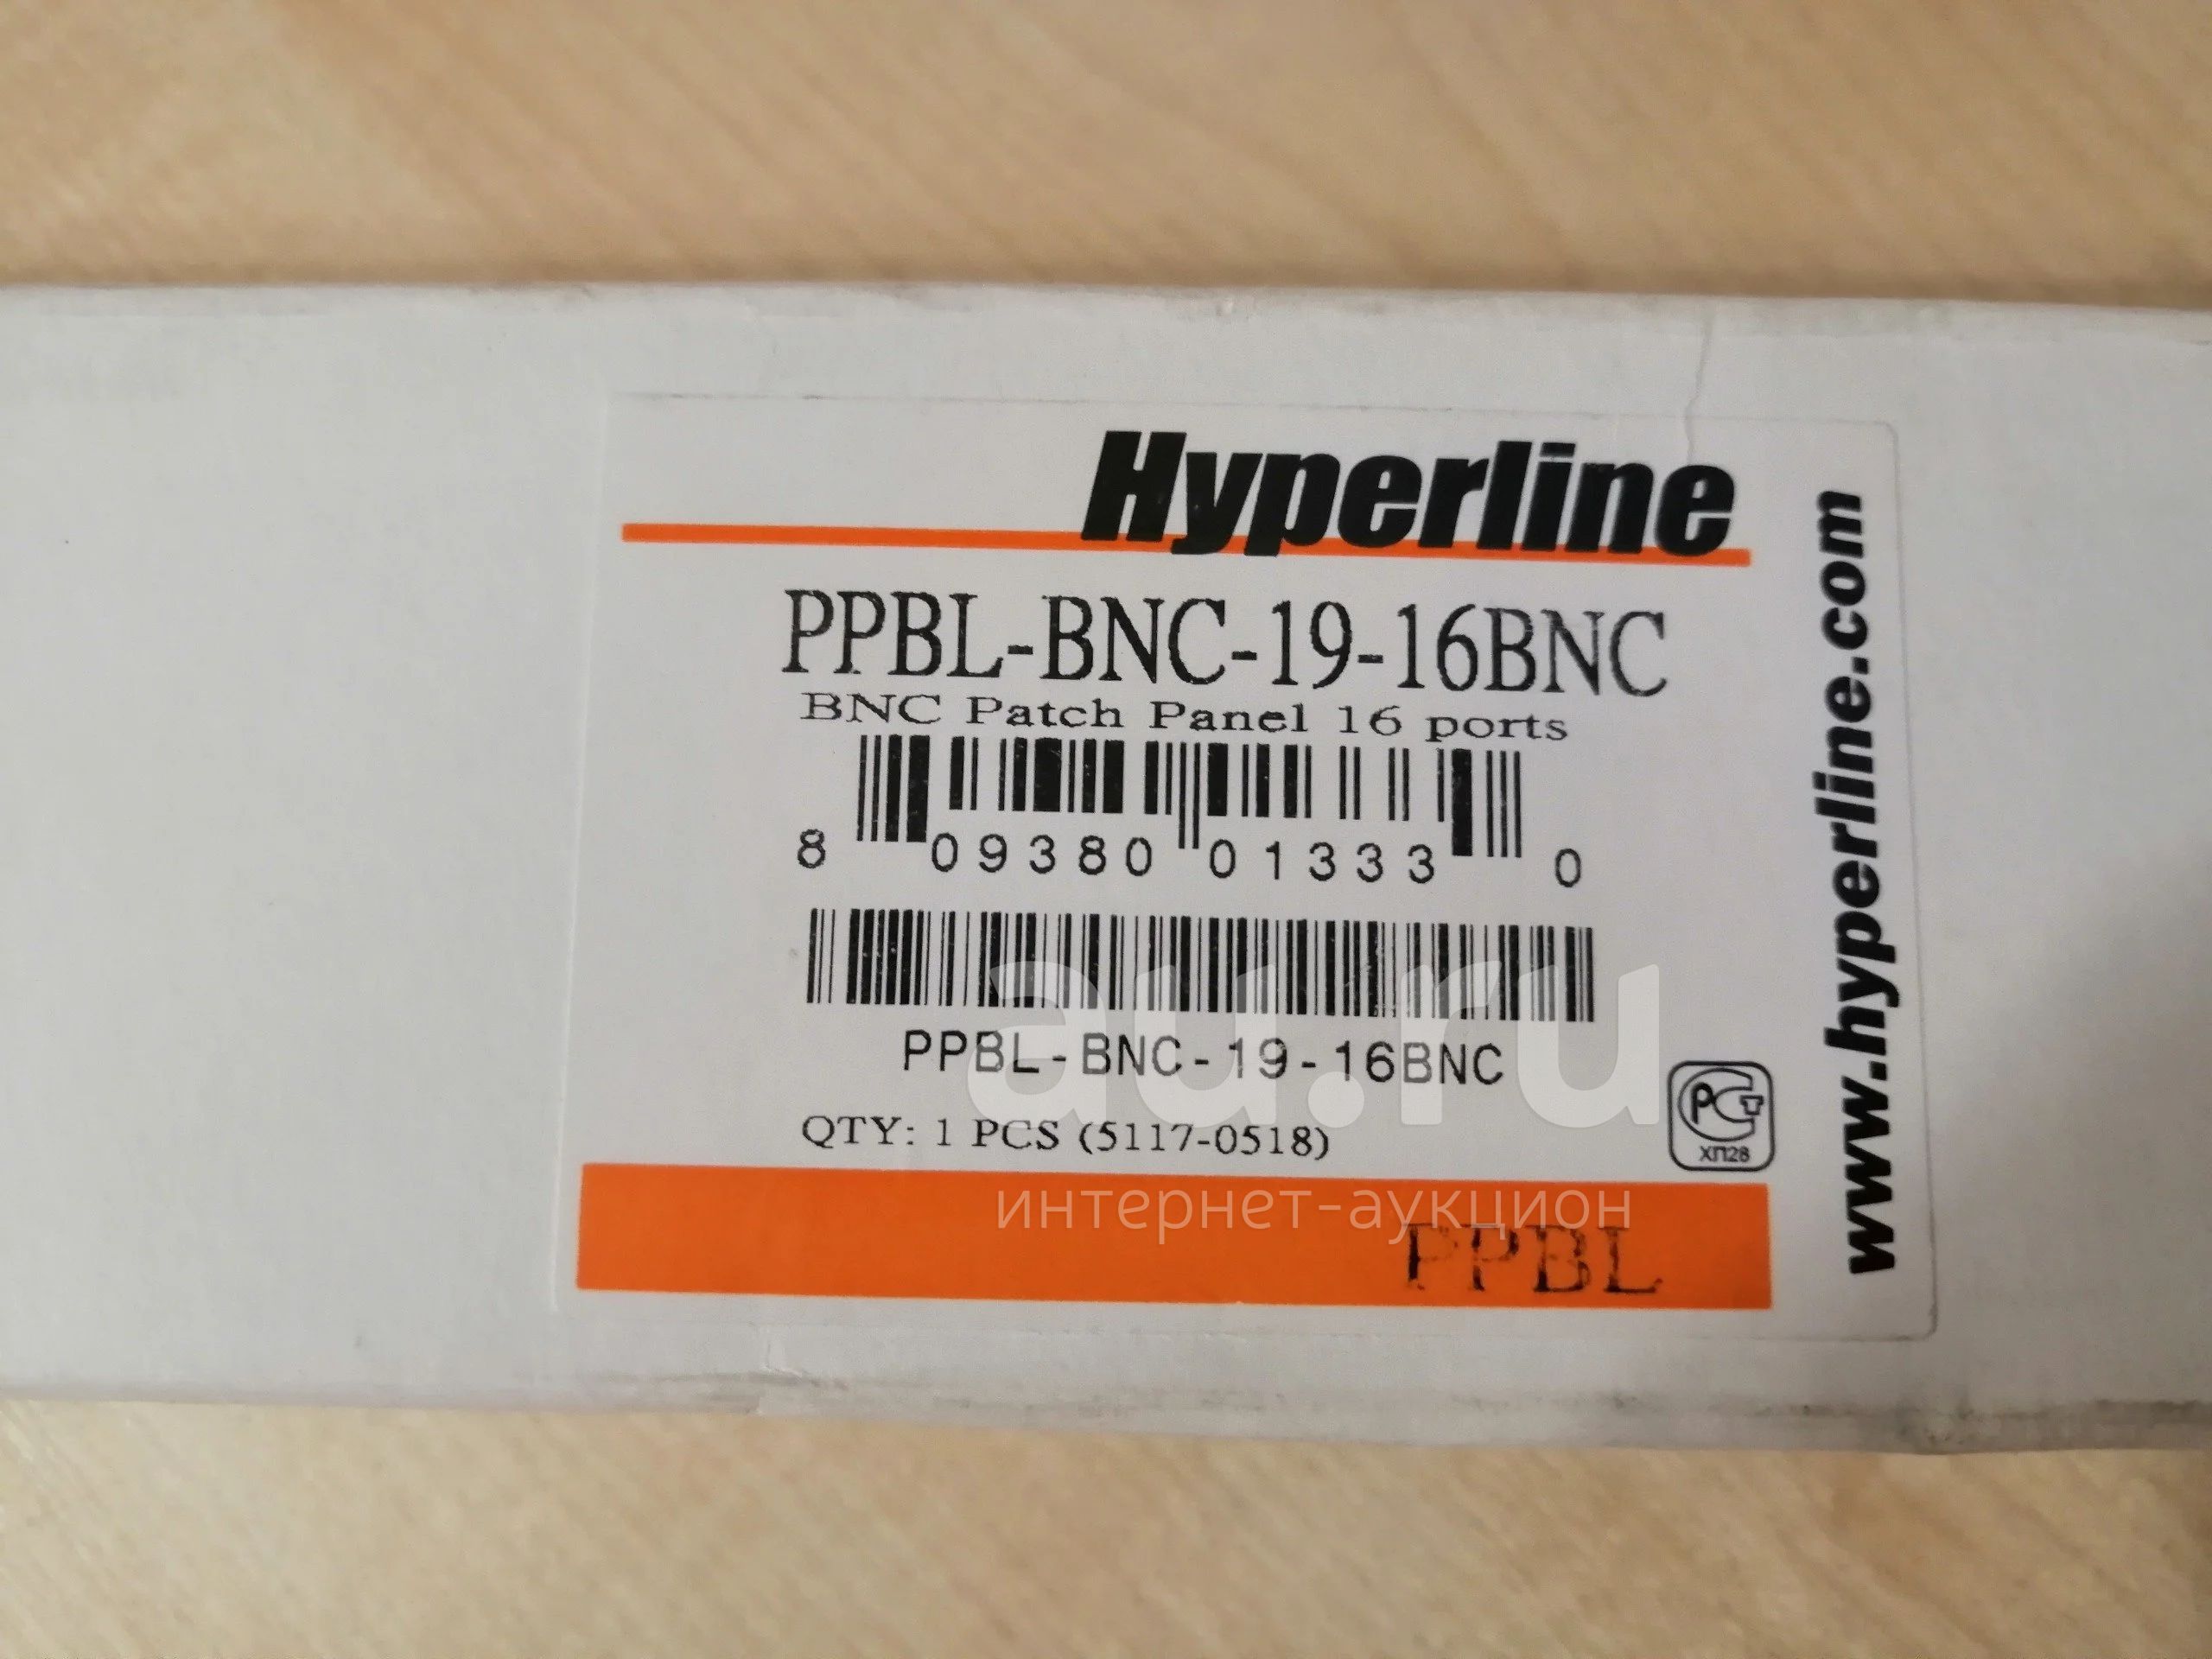 Hyperline
PPBL-BNC-19-16BNC
BNC Patch Panel 16 ports
8 09380 01333 0
PPBL-BNC-19-16BNC
QTY: 1 PCS (5117-0518)
РСТ
ХП28
PPBL
www.hyperline.com
au.ru
интернет-аукцион